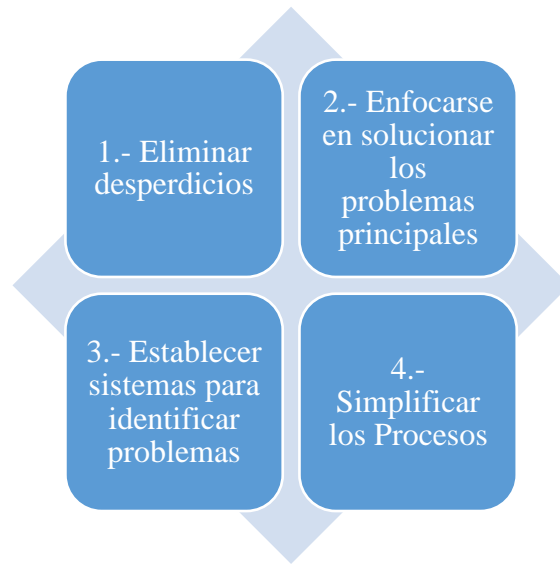 1.- Eliminar
desperdicios
2.- Enfocarse
en solucionar
los
problemas
principales
3.- Establecer
sistemas para
identificar
problemas
4.-
Simplificar
los Procesos